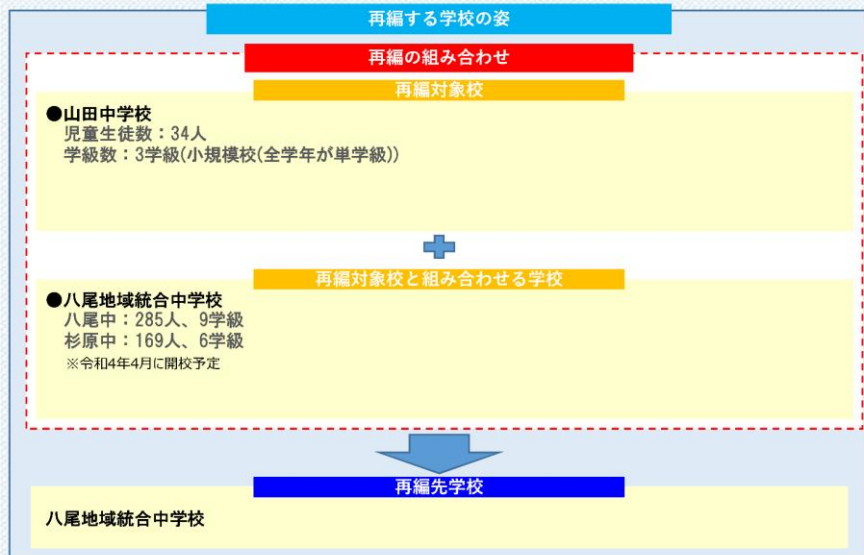 再編する学校の姿
再編の組み合わせ
再編対象校
●山田中学校
児童生徒数：34人
学級数：3学級(小規模校(全学年が単学級))
再編対象校と組み合わせる学校
●八尾地域統合中学校
八尾中：285人、9学級
杉原中：169人、6学級
※令和4年4月に開校予定
再編先学校
八尾地域統合中学校